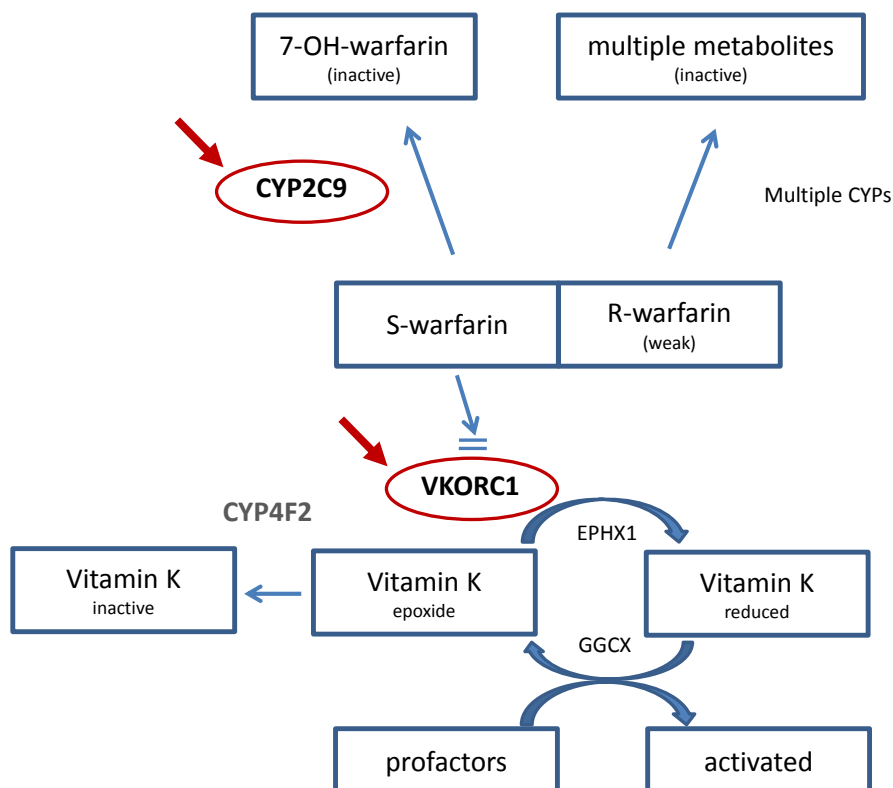 7-OH-warfarin
(inactive)
multiple metabolites
(inactive)
CYP2C9
Multiple CYPs
S-warfarin
R-warfarin
(weak)
VKORC1
CYP4F2
EPHX1
Vitamin K
inactive
Vitamin K
epoxide
Vitamin K
reduced
GGCX
profactors
activated